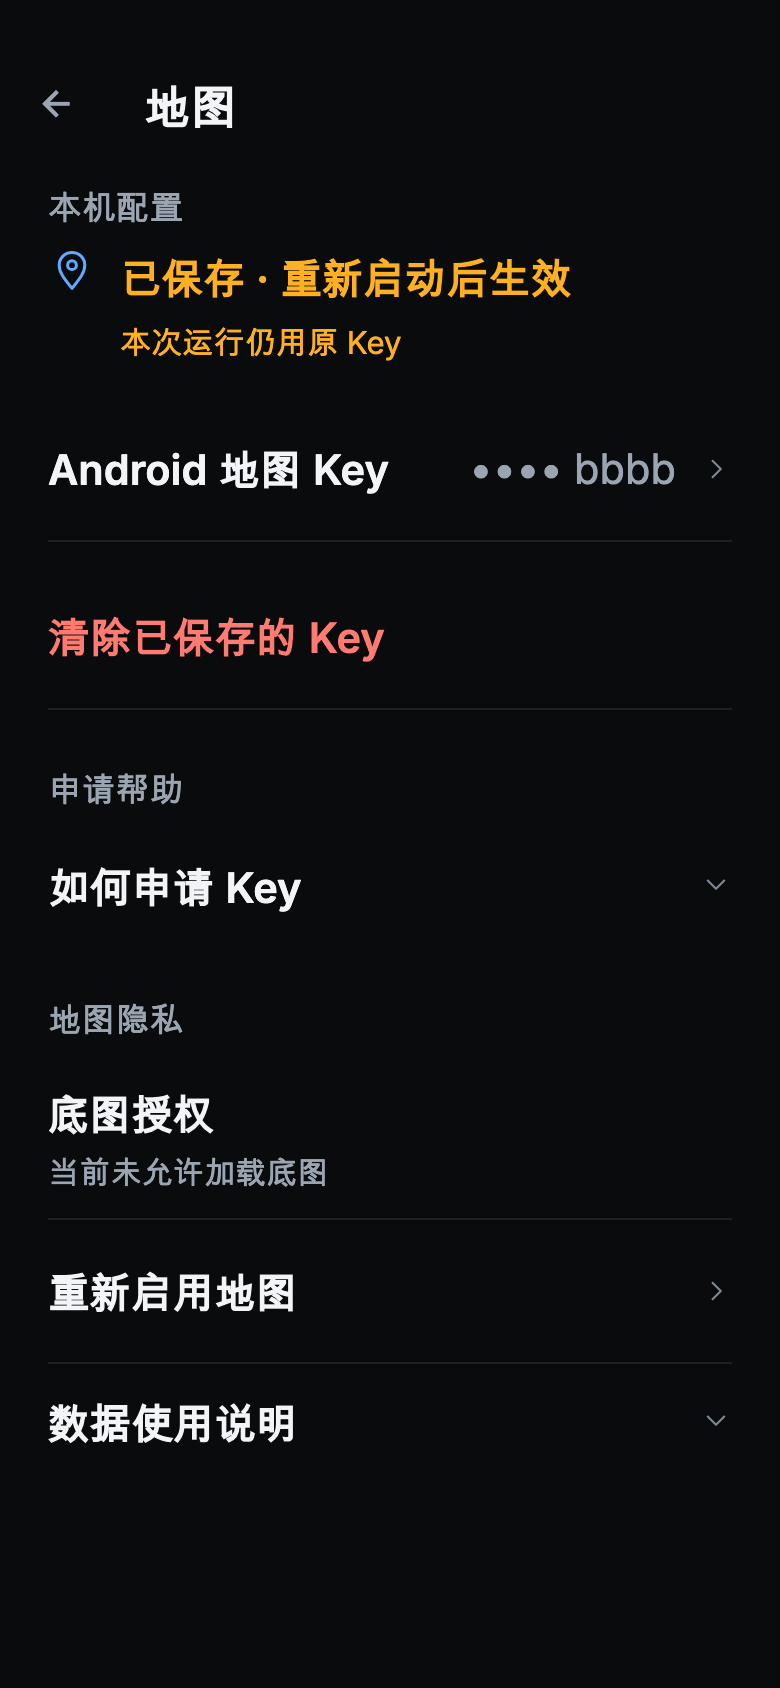 地图
本机配置
已保存 · 重新启动后生效
本次运行仍用原 Key
Android 地图 Key •••• bbbb
清除已保存的 Key
申请帮助
如何申请 Key
地图隐私
底图授权
当前未允许加载底图
重新启用地图
数据使用说明